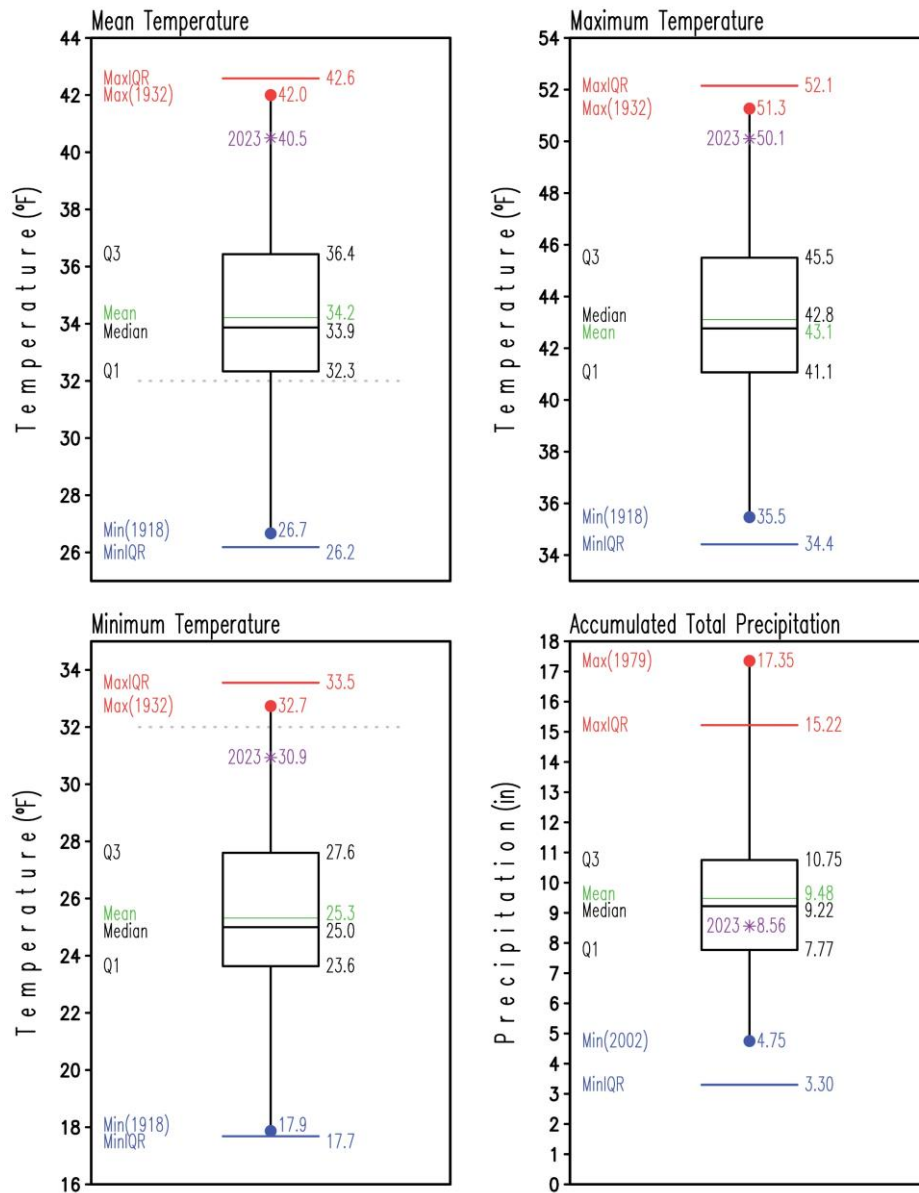 Mean Temperature
44
42
40
38
36
34
32
30
28
26
Temperature(ºF)
MaxIQR 42.6
Max(1932) 42.0
2023 * 40.5
Q3 36.4
Mean 34.2
Median 33.9
Q1 32.3
Min(1918) 26.7
MinIQR 26.2
Maximum Temperature
54
52
50
48
46
44
42
40
38
36
34
Temperature(ºF)
MaxIQR 52.1
Max(1932) 51.3
2023 * 50.1
Q3 45.5
Median 42.8
Mean 43.1
Q1 41.1
Min(1918) 35.5
MinIQR 34.4
Minimum Temperature
34
32
30
28
26
24
22
20
18
16
Temperature(ºF)
MaxIQR 33.5
Max(1932) 32.7
2023 * 30.9
Q3 27.6
Mean 25.3
Median 25.0
Q1 23.6
Min(1918) 17.9
MinIQR 17.7
Accumulated Total Precipitation
18
17
16
15
14
13
12
11
10
9
8
7
6
5
4
3
2
1
0
Precipitation(in)
Max(1979) 17.35
MaxIQR 15.22
Q3 10.75
Mean 9.48
Median 9.22
2023 * 8.56
Q1 7.77
Min(2002) 4.75
MinIQR 3.30